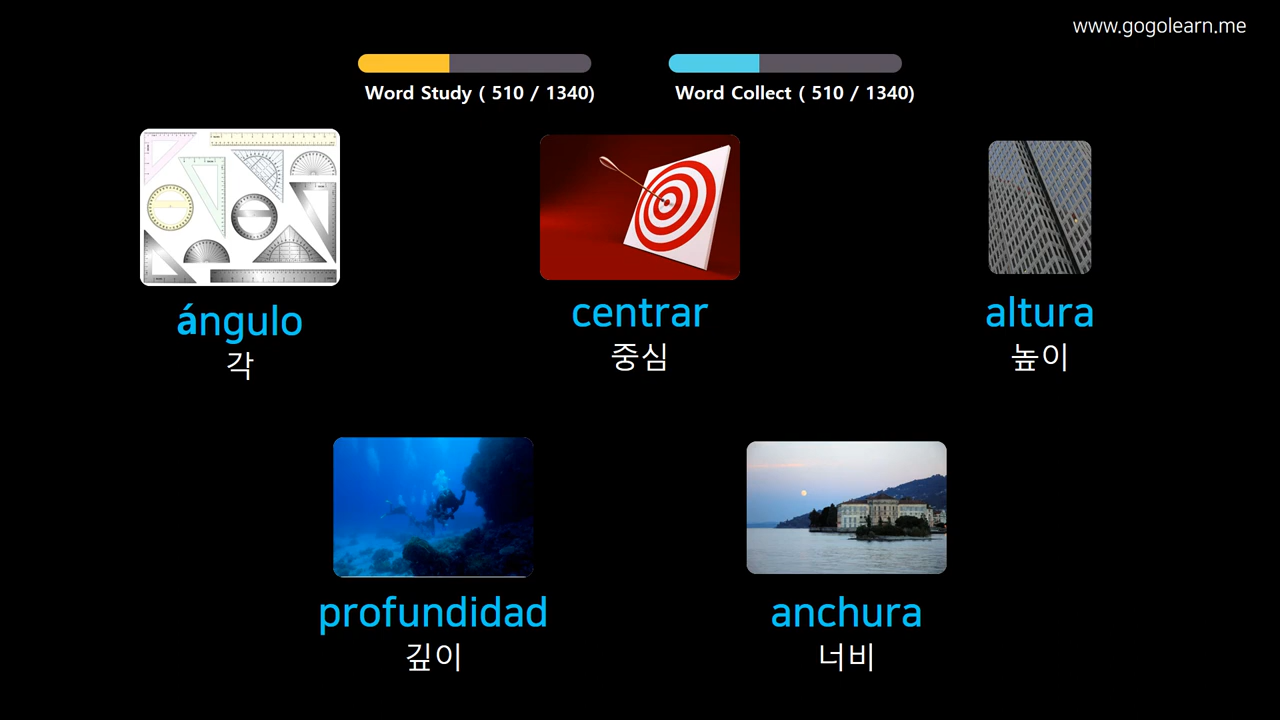 www.gogolearn.me
Word Study ( 510 / 1340)
Word Collect ( 510 / 1340)
ángulo
각
centrar
중심
altura
높이
profundidad
깊이
anchura
너비